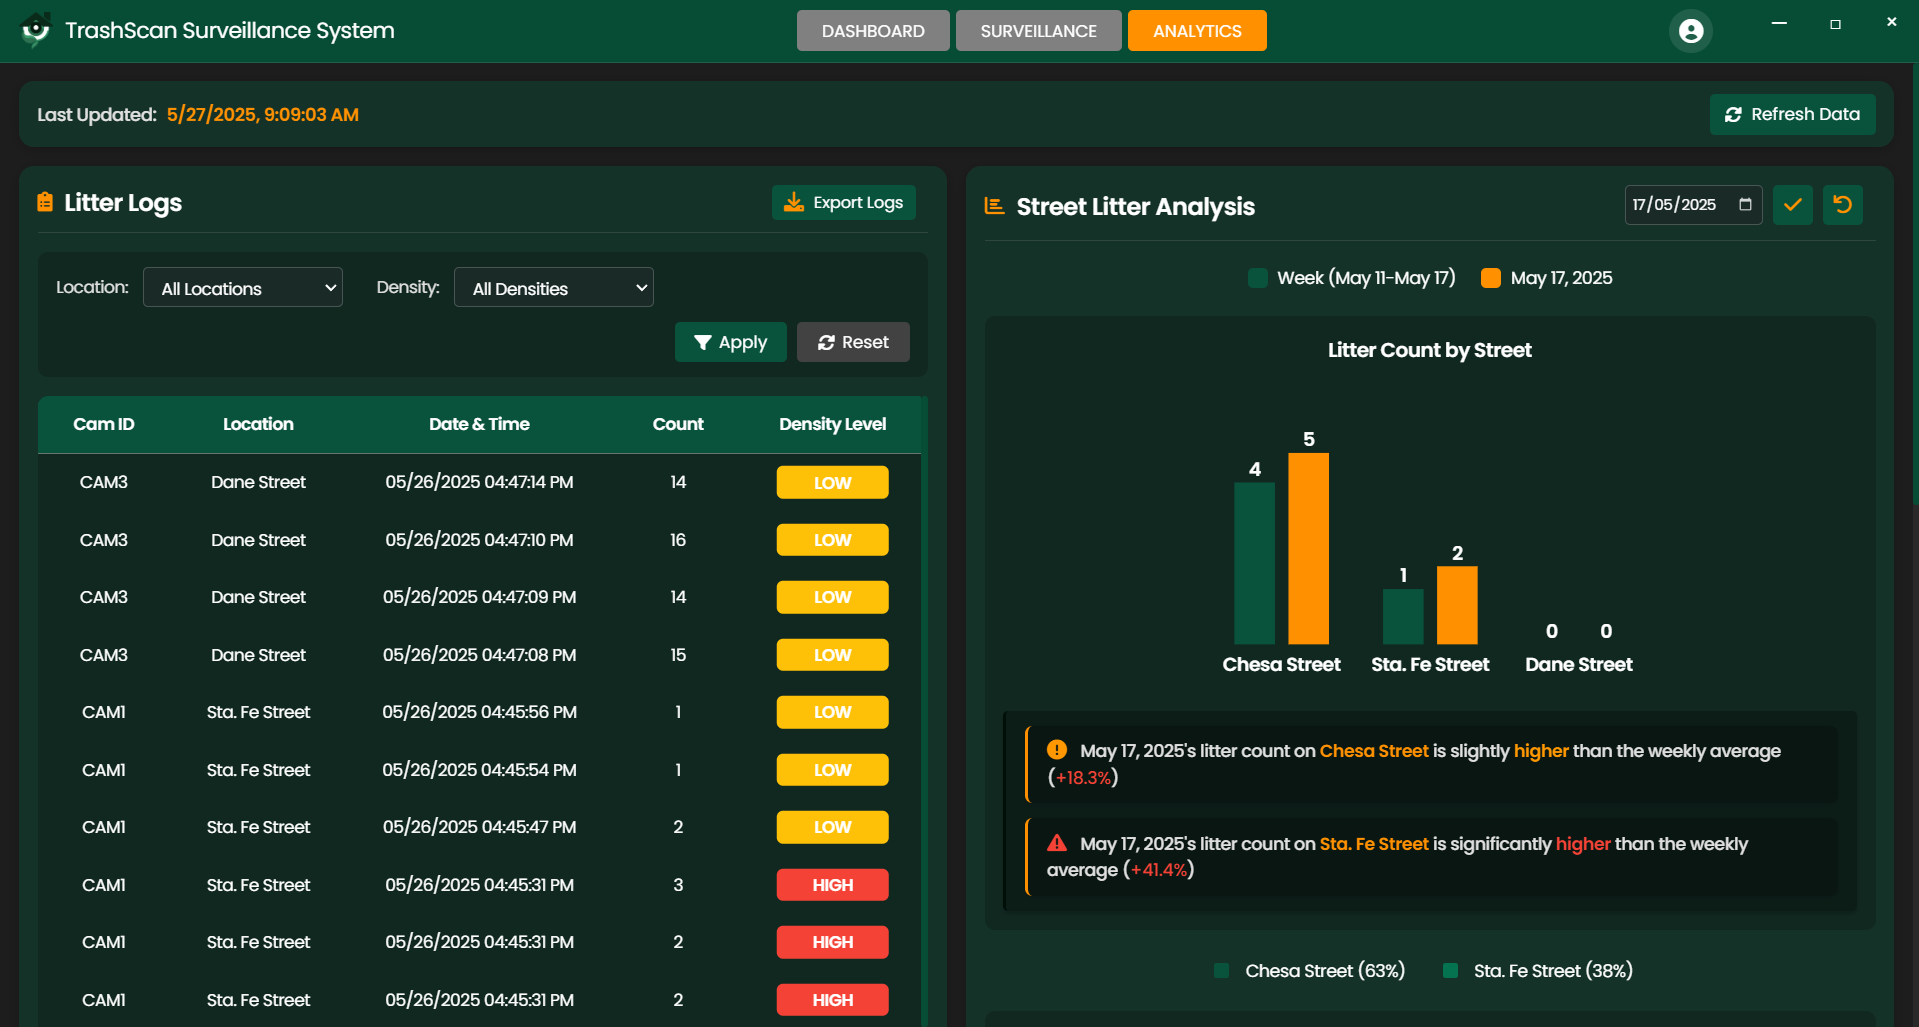 TrashScan Surveillance System
DASHBOARD
SURVEILLANCE
ANALYTICS
Last Updated: 5/27/2025, 9:09:03 AM
Refresh Data
Litter Logs
Export Logs
Location: All Locations
Density: All Densities
Apply
Reset
Cam ID Location Date & Time Count Density Level
CAM3 Dane Street 05/26/2025 04:47:14 PM 14 LOW
CAM3 Dane Street 05/26/2025 04:47:10 PM 16 LOW
CAM3 Dane Street 05/26/2025 04:47:09 PM 14 LOW
CAM3 Dane Street 05/26/2025 04:47:08 PM 15 LOW
CAM1 Sta. Fe Street 05/26/2025 04:45:56 PM 1 LOW
CAM1 Sta. Fe Street 05/26/2025 04:45:54 PM 1 LOW
CAM1 Sta. Fe Street 05/26/2025 04:45:47 PM 2 LOW
CAM1 Sta. Fe Street 05/26/2025 04:45:31 PM 3 HIGH
CAM1 Sta. Fe Street 05/26/2025 04:45:31 PM 2 HIGH
CAM1 Sta. Fe Street 05/26/2025 04:45:31 PM 2 HIGH
Street Litter Analysis
17/05/2025
Week (May 11-May 17)
May 17, 2025
Litter Count by Street
4 5
1 2
0 0
Chesa Street Sta. Fe Street Dane Street
May 17, 2025's litter count on Chesa Street is slightly higher than the weekly average
(+18.3%)
May 17, 2025's litter count on Sta. Fe Street is significantly higher than the weekly
average (+41.4%)
Chesa Street (63%)
Sta. Fe Street (38%)